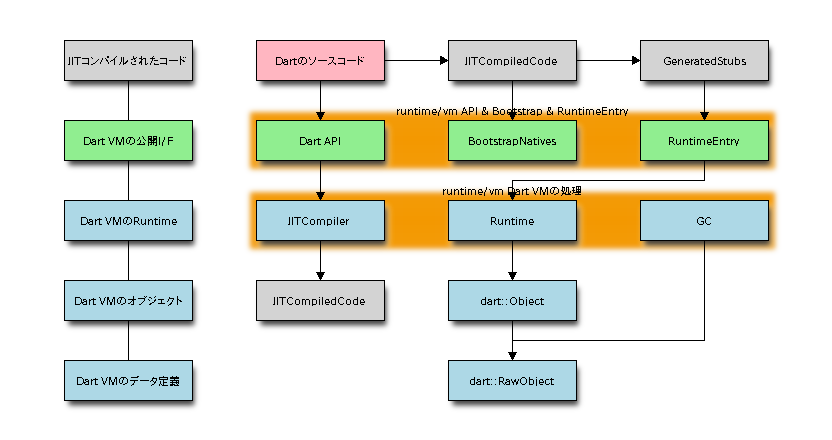 JITコンパイルされたコード
Dartのソースコード
JITCompiledCode
GeneratedStubs
runtime/vm API & Bootstrap & RuntimeEntry
Dart VMの公開I/F
Dart API
BootstrapNatives
RuntimeEntry
runtime/vm Dart VMの処理
Dart VMのRuntime
JITCompiler
Runtime
GC
Dart VMのオブジェクト
JITCompiledCode
dart::Object
Dart VMのデータ定義
dart::RawObject